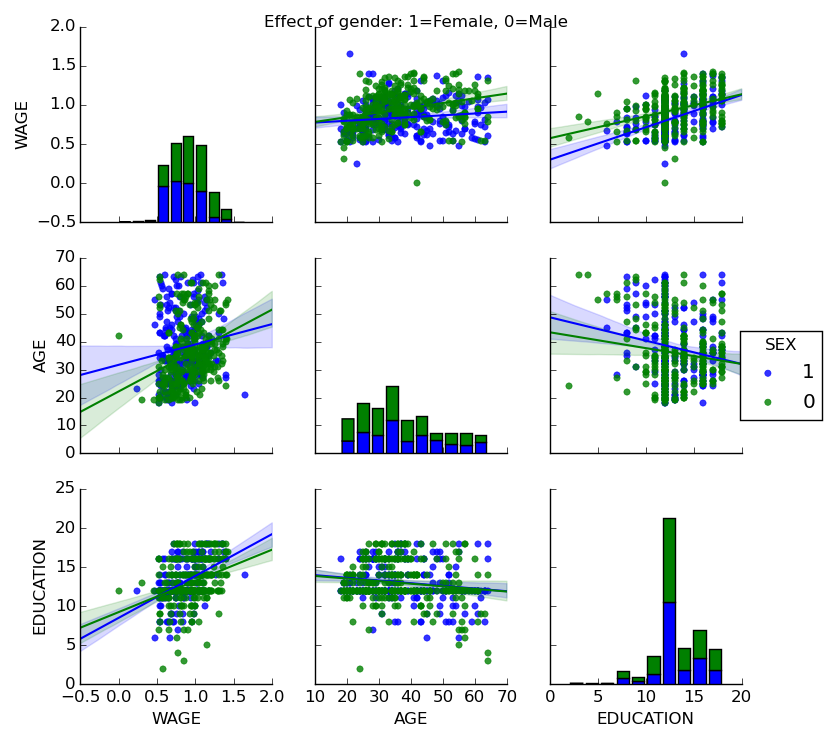 Effect of gender: 1=Female, 0=Male
2.0
1.5
1.0
0.5
0.0
−0.5
WAGE
70
60
50
40
30
20
10
0
AGE
SEX
1
0
25
20
15
10
5
0
EDUCATION
−0.5 0.0 0.5 1.0 1.5 2.0
10 20 30 40 50 60 70
0 5 10 15 20
WAGE
AGE
EDUCATION